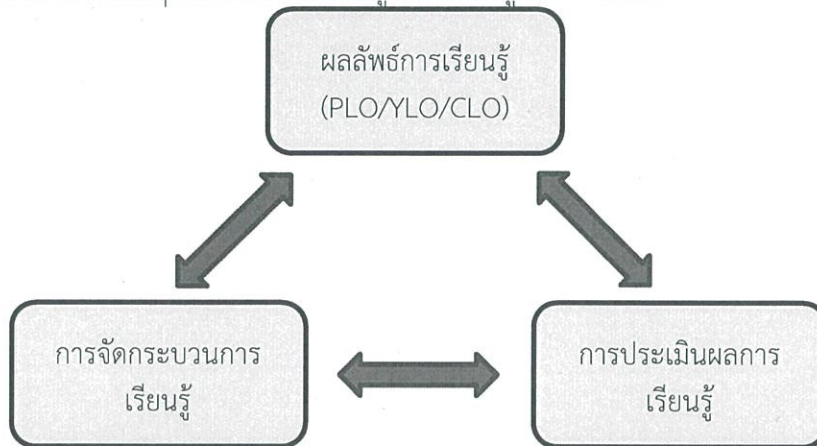 ผลลัพธ์การเรียนรู้
(PLO/YLO/CLO)
การจัดกระบวนการ
เรียนรู้
การประเมินผลการ
เรียนรู้